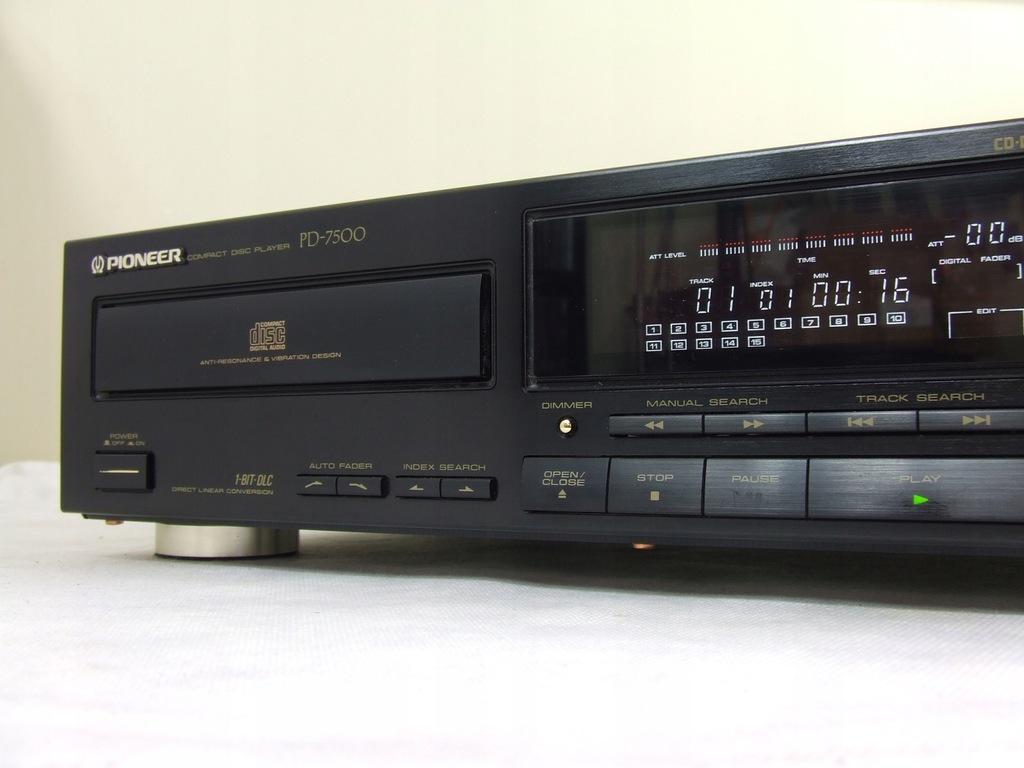 CD-
PIONEER COMPACT DISC PLAYER PD-7500
COMPACT
disc
DIGITAL AUDIO
ANTI-RESONANCE & VIBRATION DESIGN
ATT LEVEL
ATT -00 dB
TIME
DIGITAL FADER
TRACK INDEX MIN SEC
01 01 00:16
EDIT
1 2 3 4 5 6 7 8 9 10
11 12 13 14 15
DIMMER
MANUAL SEARCH
TRACK SEARCH
POWER
OFF ON
1-BIT·DLC
DIRECT LINEAR CONVERSION
AUTO FADER
INDEX SEARCH
OPEN/
CLOSE
STOP
PAUSE
PLAY